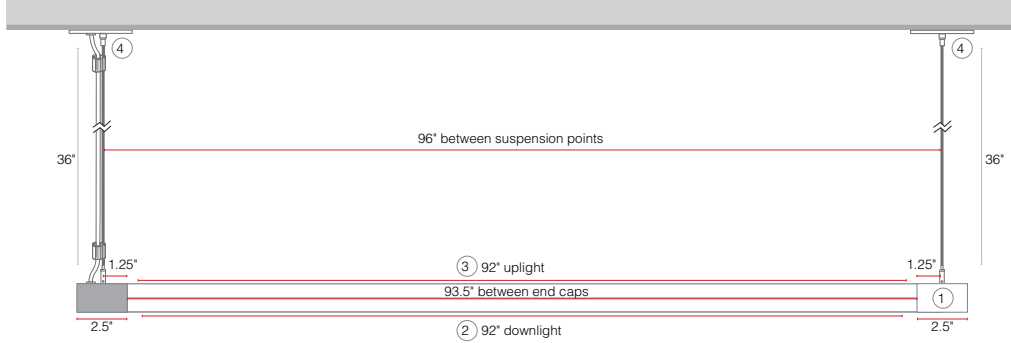 4
4
96" between suspension points
36"
36"
1.25"
3 92" uplight
1.25"
93.5" between end caps
1
2.5"
2 92" downlight
2.5"